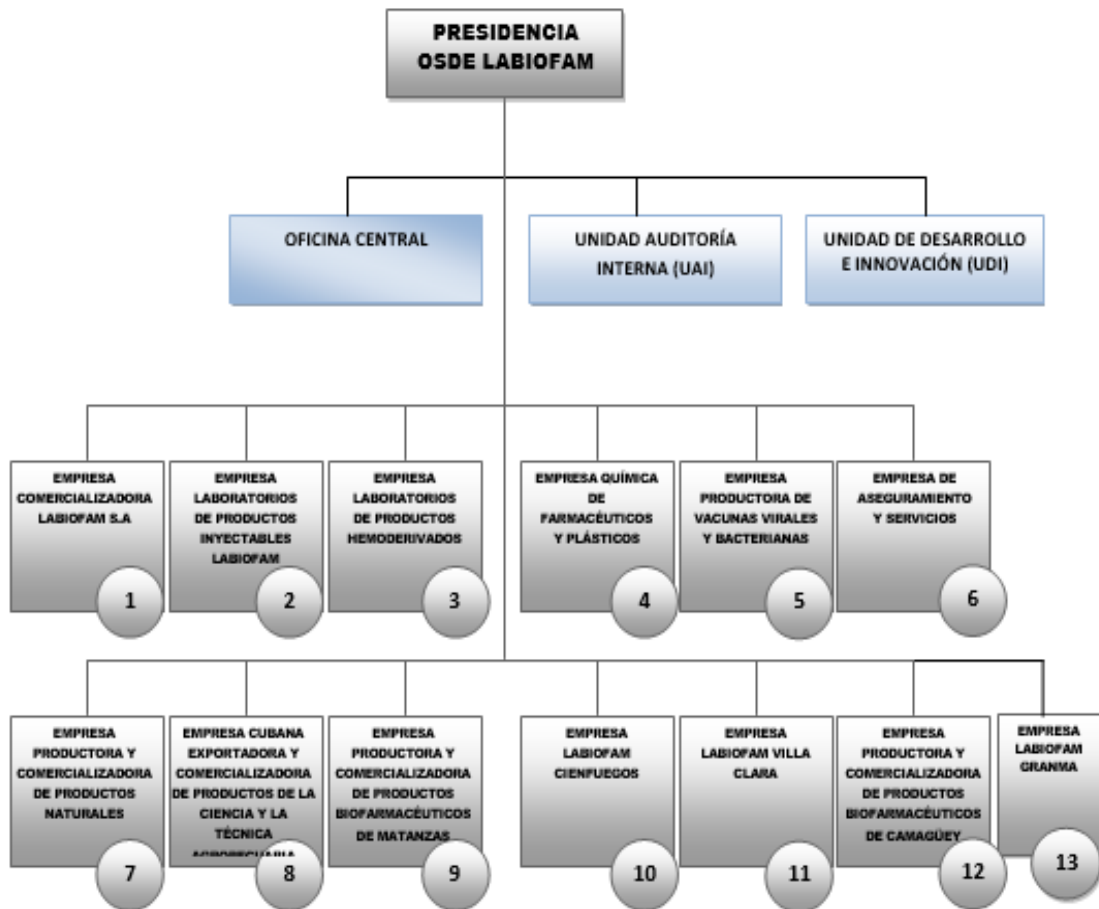 PRESIDENCIA
OSDE LABIOFAM
OFICINA CENTRAL
UNIDAD AUDITORÍA
INTERNA (UAI)
UNIDAD DE DESARROLLO
E INNOVACIÓN (UDI)
EMPRESA
COMERCIALIZADORA
LABIOFAM S.A
1
EMPRESA
LABORATORIOS
DE PRODUCTOS
INYECTABLES
LABIOFAM
2
EMPRESA
LABORATORIOS
DE PRODUCTOS
HEMODERIVADOS
3
EMPRESA QUÍMICA
DE
FARMACÉUTICOS
Y PLÁSTICOS
4
EMPRESA
PRODUCTORA DE
VACUNAS VIRALES
Y BACTERIANAS
5
EMPRESA DE
ASEGURAMIENTO
Y SERVICIOS
6
EMPRESA
PRODUCTORA Y
COMERCIALIZADORA
DE PRODUCTOS
NATURALES
7
EMPRESA CUBANA
EXPORTADORA Y
COMERCIALIZADORA
DE PRODUCTOS DE LA
CIENCIA Y LA
TÉCNICA
8
EMPRESA
PRODUCTORA Y
COMERCIALIZADORA
DE PRODUCTOS
BIOFARMACÉUTICOS
DE MATANZAS
9
EMPRESA
LABIOFAM
CIENFUEGOS
10
EMPRESA
LABIOFAM VILLA
CLARA
11
EMPRESA
PRODUCTORA Y
COMERCIALIZADORA
DE PRODUCTOS
BIOFARMACÉUTICOS
DE CAMAGÜEY
12
EMPRESA
LABIOFAM
GRANMA
13